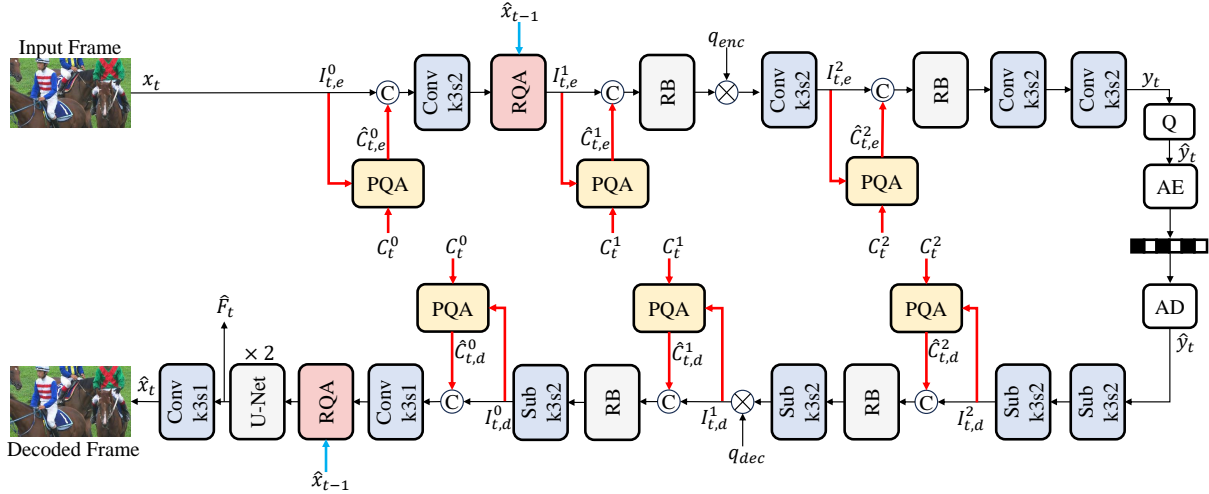 Input Frame
x_t
I^0_{t,e}
C
Conv
k3s2
x̂_{t−1}
RQA
I^1_{t,e}
C
RB
q_{enc}
Conv
k3s2
I^2_{t,e}
C
RB
Conv
k3s2
Conv
k3s2
y_t
Q
ŷ_t
AE
Ĉ^0_{t,e}
PQA
C^0_t
Ĉ^1_{t,e}
PQA
C^1_t
Ĉ^2_{t,e}
PQA
C^2_t
AD
ŷ_t
C^0_t
PQA
Ĉ^0_{t,d}
C^1_t
PQA
Ĉ^1_{t,d}
C^2_t
PQA
Ĉ^2_{t,d}
F̂_t
x̂_t
Conv
k3s1
× 2
U-Net
RQA
x̂_{t−1}
Conv
k3s1
C
I^0_{t,d}
Sub
k3s2
RB
C
I^1_{t,d}
q_{dec}
Sub
k3s2
RB
C
I^2_{t,d}
Sub
k3s2
Sub
k3s2
Decoded Frame